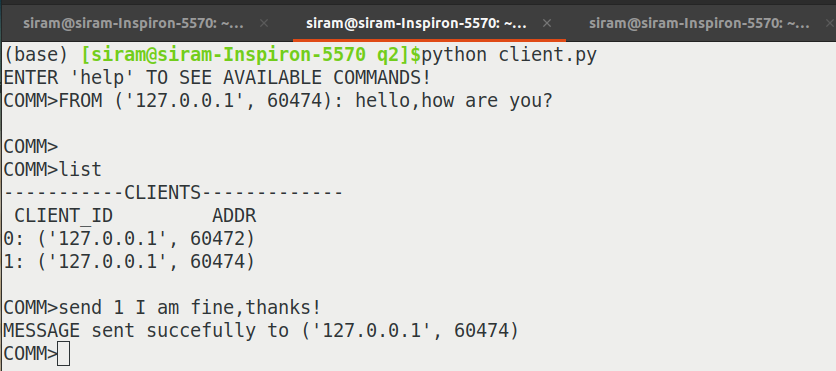 siram@siram-Inspiron-5570: ~... × siram@siram-Inspiron-5570: ~... × siram@siram-Inspiron-5570: ~... ×
(base) [siram@siram-Inspiron-5570 q2]$python client.py
ENTER 'help' TO SEE AVAILABLE COMMANDS!
COMM>FROM ('127.0.0.1', 60474): hello,how are you?
COMM>
COMM>list
-----------CLIENTS-------------
CLIENT_ID         ADDR
0: ('127.0.0.1', 60472)
1: ('127.0.0.1', 60474)
COMM>send 1 I am fine,thanks!
MESSAGE sent succefully to ('127.0.0.1', 60474)
COMM>